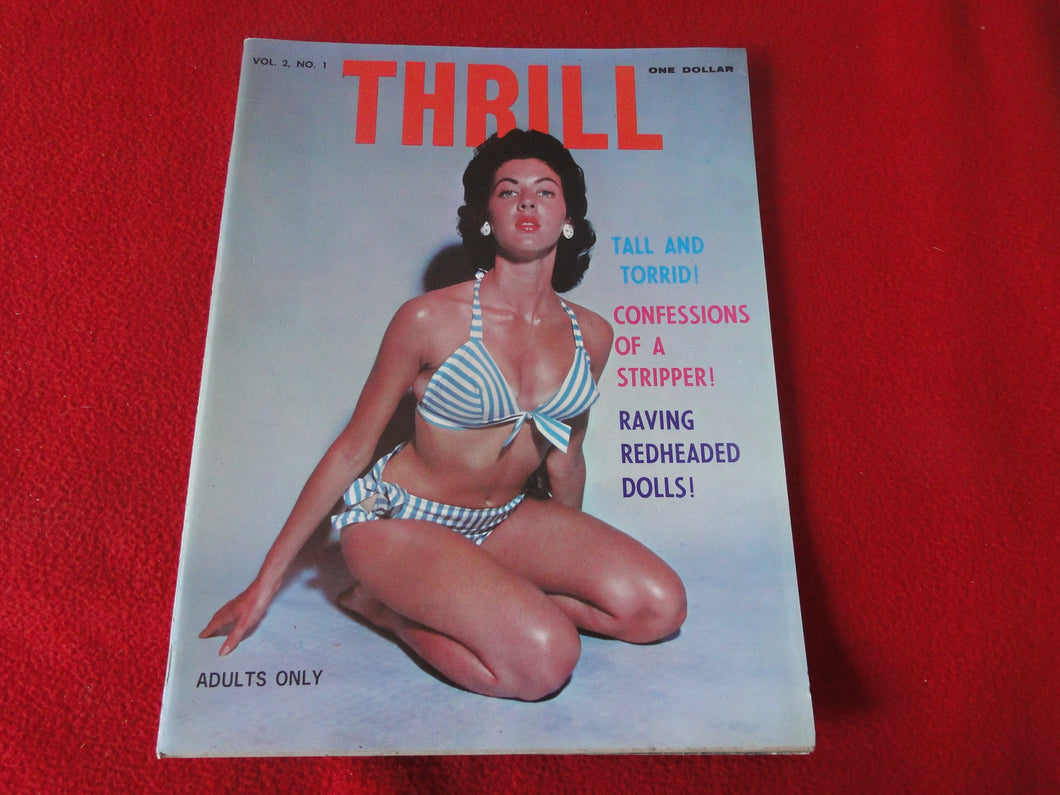 VOL. 2, NO. 1
THRILL
ONE DOLLAR
TALL AND
TORRID!
CONFESSIONS
OF A
STRIPPER!
RAVING
REDHEADED
DOLLS!
ADULTS ONLY